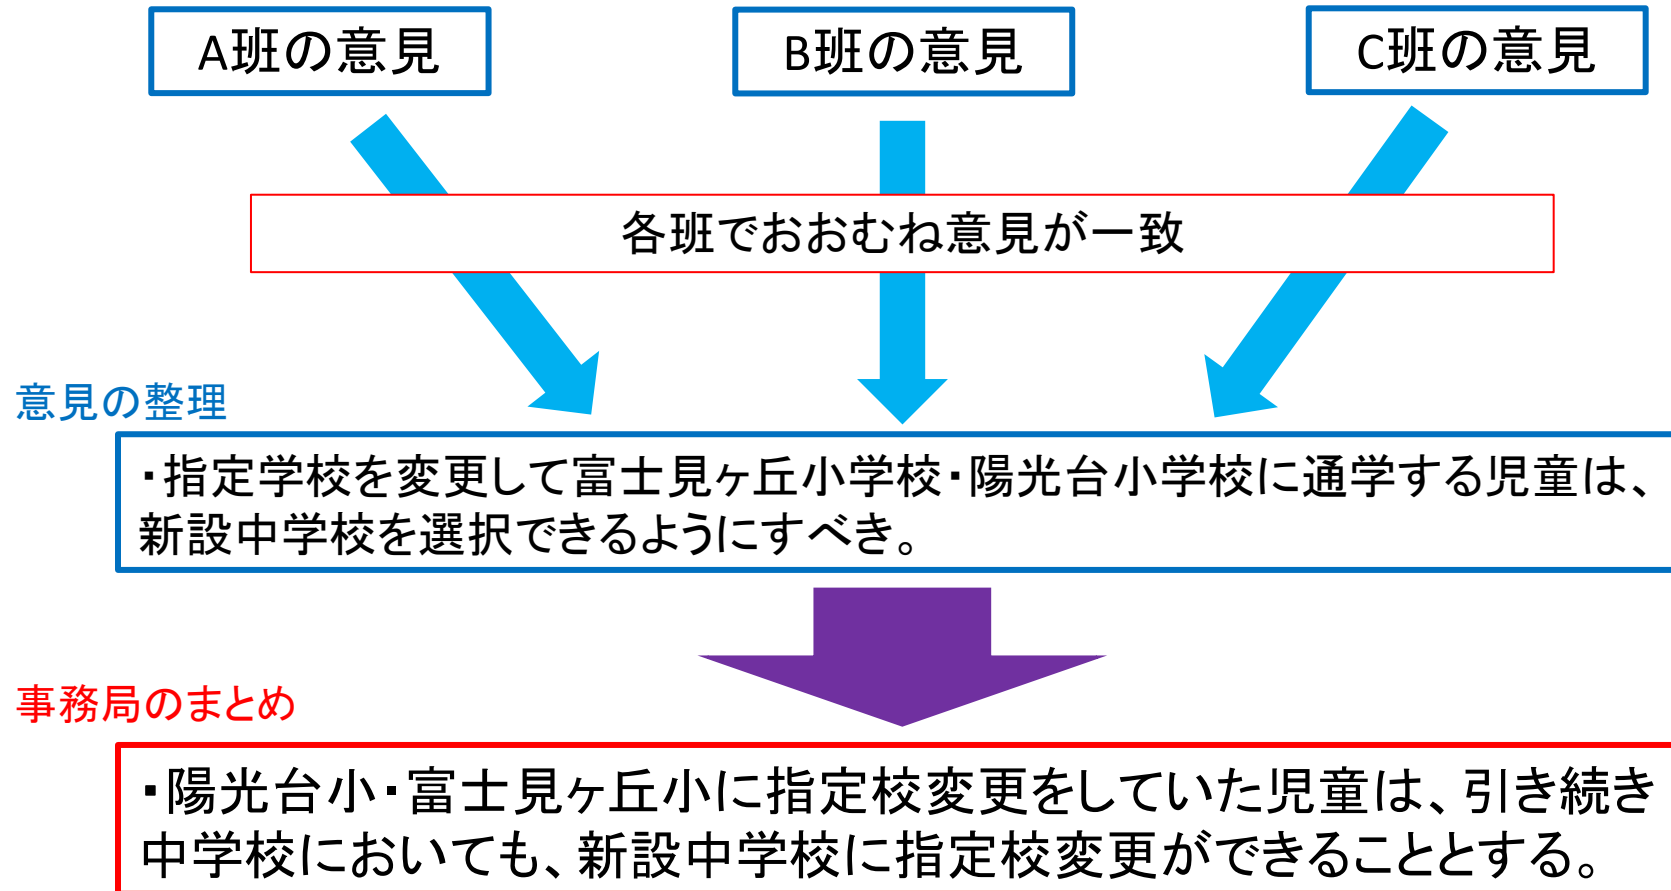 A班の意見
B班の意見
C班の意見
各班でおおむね意見が一致
意見の整理
・指定学校を変更して富士見ヶ丘小学校・陽光台小学校に通学する児童は、
新設中学校を選択できるようにすべき。
事務局のまとめ
・陽光台小・富士見ヶ丘小に指定校変更をしていた児童は、引き続き
中学校においても、新設中学校に指定校変更ができることとする。